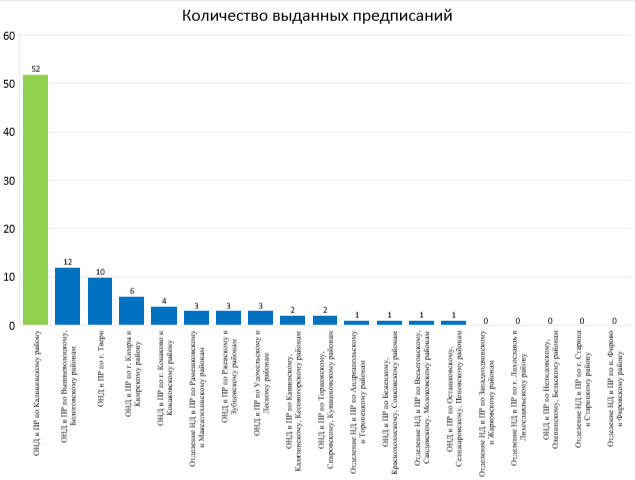 Количество выданных предписаний
60
50
40
30
20
10
0
52
12
10
6
4
3
3
3
2
2
1
1
1
1
0
0
0
0
0
ОНД и ПР по Калининскому району
ОНД и ПР по Вышневолоцкому,
Бологовскому районам
ОНД и ПР по г. Твери
ОНД и ПР по г. Кимры и
Кимрскому району
ОНД и ПР по г. Конаково и
Конаковскому району
Отделение НД и ПР по Рамешковскому
и Максатихинскому районам
ОНД и ПР по Ржевскому и
Зубцовскому районам
ОНД и ПР по Удомельскому и
Лесному районам
ОНД и ПР по Кашинскому,
Калязинскому, Кесовогорскому районам
ОНД и ПР по Торжокскому,
Спировскому, Кувшиновскому районам
Отделение НД и ПР по Андреапольскому
и Торопецкому районам
ОНД и ПР по Бежецкому,
Краснохолмскому, Сонковскому районам
Отделение НД и ПР по Весьегонскому,
Сандовскому, Молоковскому районам
ОНД и ПР по Осташковскому,
Селижаровскому, Пеновскому районам
Отделение НД и ПР по Западнодвинскому
и Жарковскому районам
Отделение НД и ПР по г. Лихославль и
Лихославльскому району
ОНД и ПР по Нелидовскому,
Оленинскому, Бельскому районам
Отделение НД и ПР по г. Старица
и Старицкому району
Отделение НД и ПР по п. Фирово
и Фировскому району